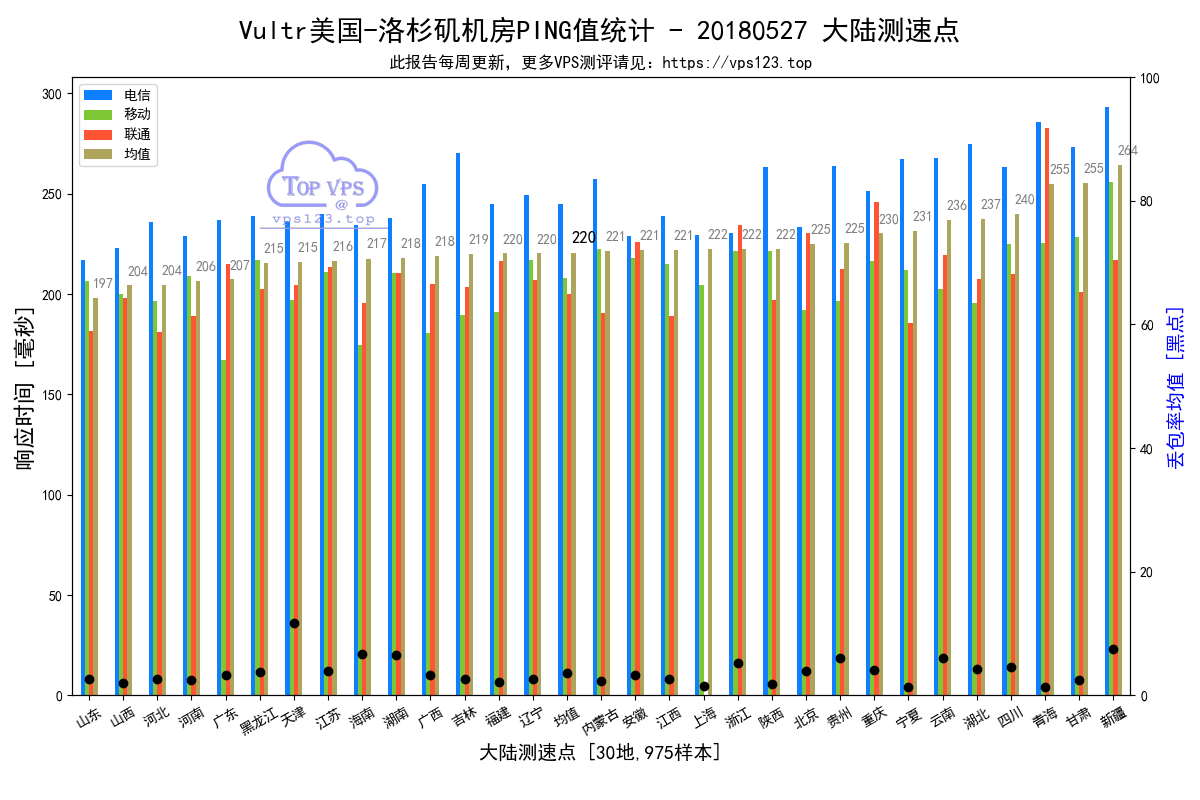 Vultr美国-洛杉矶机房PING值统计 - 20180527 大陆测速点
此报告每周更新，更多VPS测评请见：https://vps123.top
电信
移动
联通
均值
TOP VPS
@
vps123.top
响应时间 [毫秒]
300
250
200
150
100
50
0
197 204 204 206 207 215 215 216 217 218 218 219 220 220 220 221 221 221 222 222 222 225 225 230 231 236 237 240 255 255 264
100
80
60
40
20
0
丢包率均值 [黑点]
山东 山西 河北 河南 广东 黑龙江 天津 江苏 海南 湖南 广西 吉林 福建 辽宁 均值 内蒙古 安徽 江西 上海 浙江 陕西 北京 贵州 重庆 宁夏 云南 湖北 四川 青海 甘肃 新疆
大陆测速点 [30地,975样本]